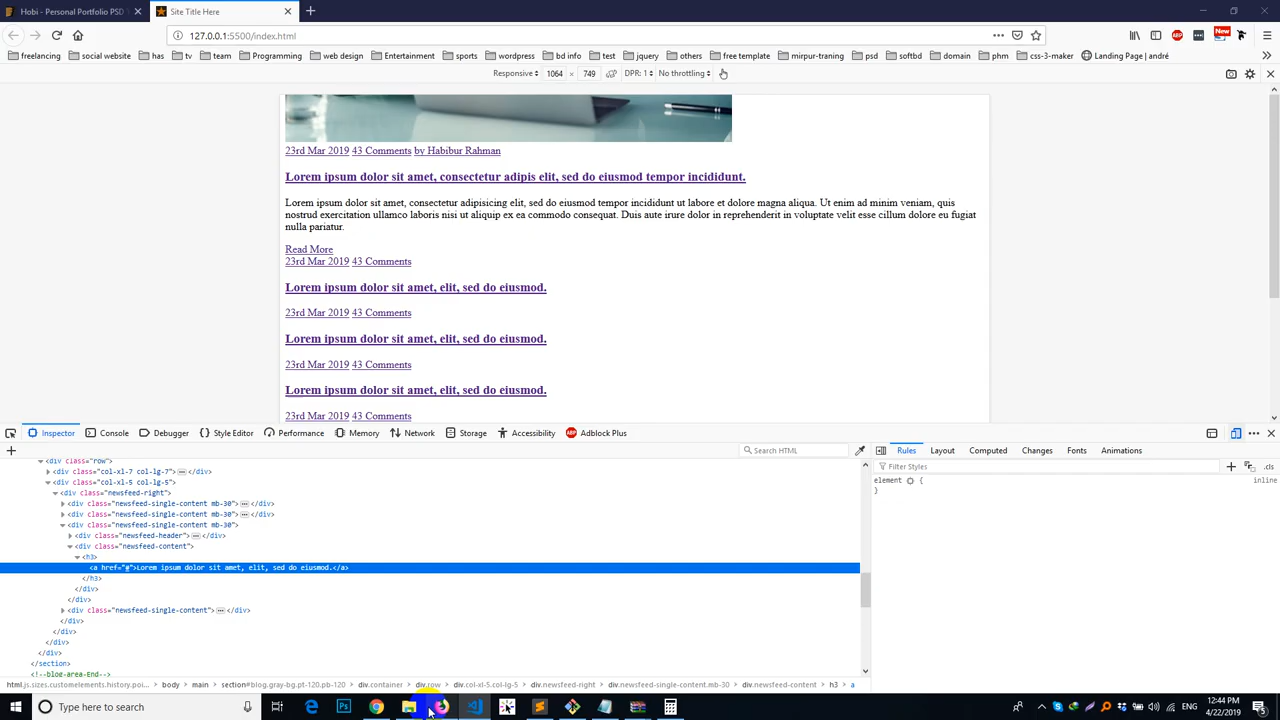 Hobi - Personal Portfolio PSD
Site Title Here
127.0.0.1:5500/index.html
New
freelancing social website has tv team Programming web design Entertainment sports wordpress bd info test jquery others free template mirpur-traning psd softbd domain phm css-3-maker Landing Page | andré
Responsive 1064 × 749 DPR: 1 No throttling
23rd Mar 2019 43 Comments by Habibur Rahman
Lorem ipsum dolor sit amet, consectetur adipis elit, sed do eiusmod tempor incididunt.
Lorem ipsum dolor sit amet, consectetur adipisicing elit, sed do eiusmod tempor incididunt ut labore et dolore magna aliqua. Ut enim ad minim veniam, quis
nostrud exercitation ullamco laboris nisi ut aliquip ex ea commodo consequat. Duis aute irure dolor in reprehenderit in voluptate velit esse cillum dolore eu fugiat
nulla pariatur.
Read More
23rd Mar 2019 43 Comments
Lorem ipsum dolor sit amet, elit, sed do eiusmod.
23rd Mar 2019 43 Comments
Lorem ipsum dolor sit amet, elit, sed do eiusmod.
23rd Mar 2019 43 Comments
Lorem ipsum dolor sit amet, elit, sed do eiusmod.
23rd Mar 2019 43 Comments
Inspector Console Debugger Style Editor Performance Memory Network Storage Accessibility Adblock Plus
Search HTML
Rules Layout Computed Changes Fonts Animations
Filter Styles
.cls
element { inline
}
<div class="row">
<div class="col-xl-7 col-lg-7"></div>
<div class="col-xl-5 col-lg-5">
<div class="newsfeed-right">
<div class="newsfeed-single-content mb-30"></div>
<div class="newsfeed-single-content mb-30"></div>
<div class="newsfeed-single-content mb-30">
<div class="newsfeed-header"></div>
<div class="newsfeed-content">
<h3>
<a href="#">Lorem ipsum dolor sit amet, elit, sed do eiusmod.</a>
</h3>
</div>
</div>
<div class="newsfeed-single-content"></div>
</div>
</div>
</div>
</div>
</section>
<!--blog-area-End-->
html.js.sizes.customelements.history.poi... body main section#blog.gray-bg.pt-120.pb-120 div.container div.row div.col-xl-5.col-lg-5 div.newsfeed-right div.newsfeed-single-content.mb-30 div.newsfeed-content h3 a
Type here to search
12:44 PM
4/22/2019